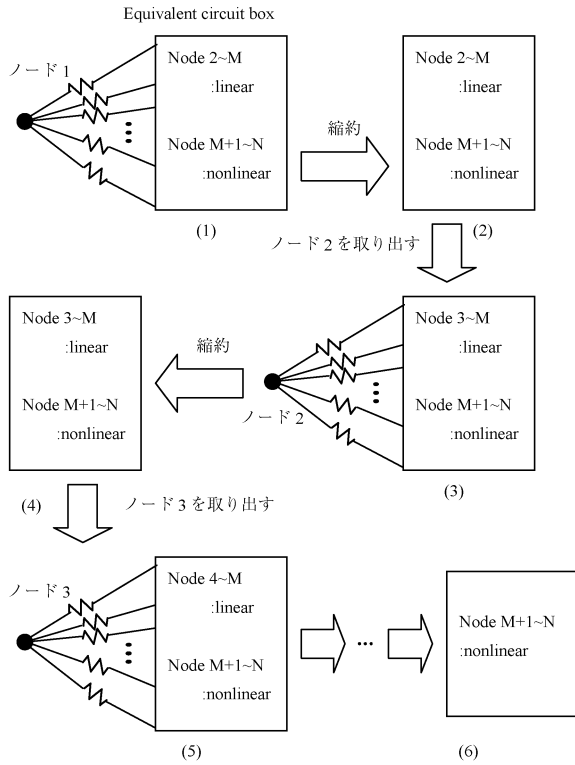 Equivalent circuit box
ノード1
Node 2~M
:linear
Node M+1~N
:nonlinear
(1)
縮約
Node 2~M
:linear
Node M+1~N
:nonlinear
(2)
ノード2を取り出す
Node 3~M
:linear
Node M+1~N
:nonlinear
ノード2
(3)
縮約
Node 3~M
:linear
Node M+1~N
:nonlinear
(4)
ノード3を取り出す
ノード3
Node 4~M
:linear
Node M+1~N
:nonlinear
(5)
Node M+1~N
:nonlinear
(6)